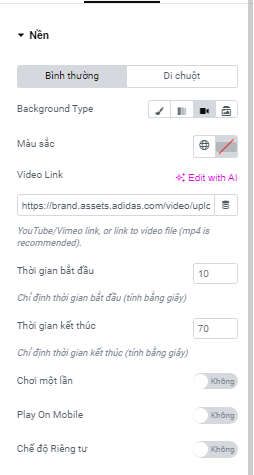 Nền
Bình thường
Di chuột
Background Type
Màu sắc
Video Link
Edit with AI
https://brand.assets.adidas.com/video/uplc
YouTube/Vimeo link, or link to video file (mp4 is
recommended).
Thời gian bắt đầu
10
Chỉ định thời gian bắt đầu (tính bằng giây)
Thời gian kết thúc
70
Chỉ định thời gian kết thúc (tính bằng giây)
Chơi một lần
Không
Play On Mobile
Không
Chế độ Riêng tư
Không